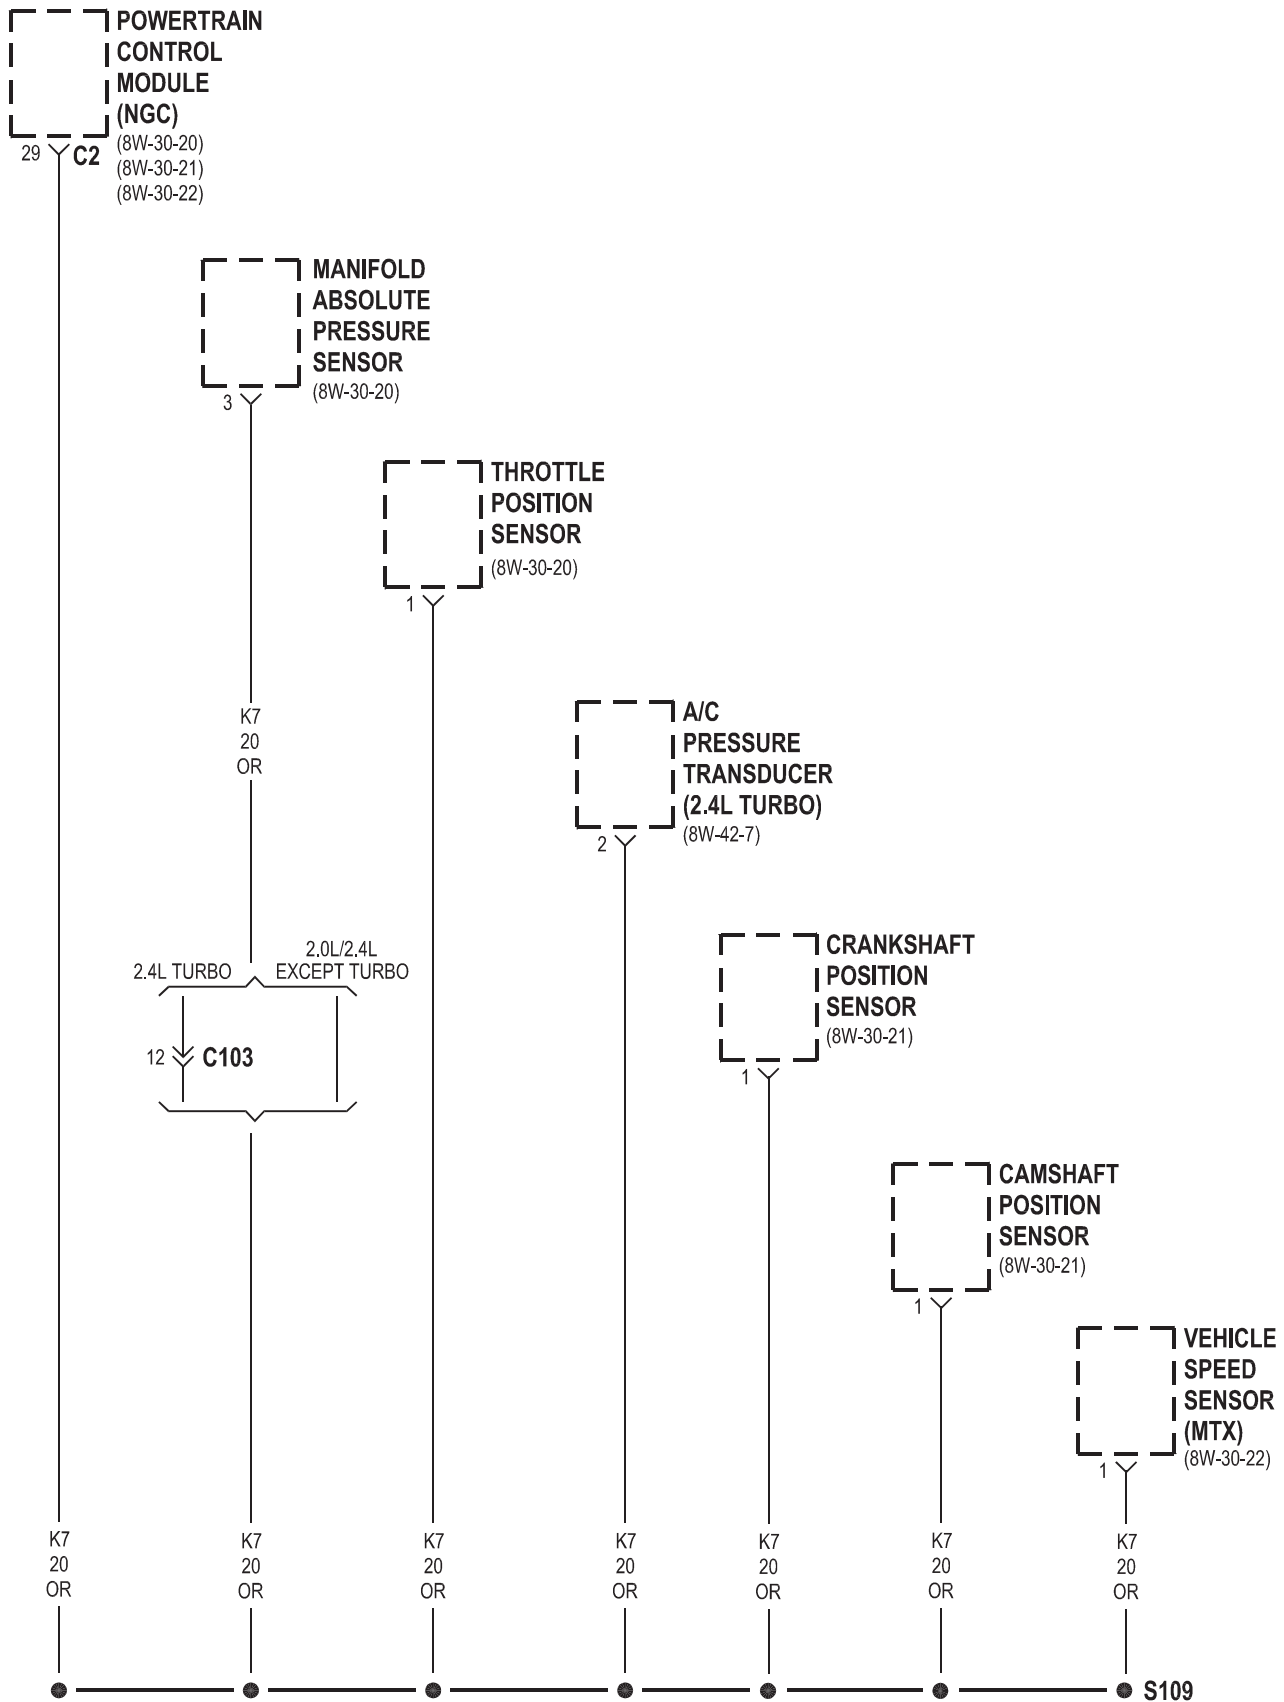 POWERTRAIN
CONTROL
MODULE
(NGC)
(8W-30-20)
(8W-30-21)
(8W-30-22)
29
C2
MANIFOLD
ABSOLUTE
PRESSURE
SENSOR
(8W-30-20)
3
THROTTLE
POSITION
SENSOR
(8W-30-20)
1
K7
20
OR
A/C
PRESSURE
TRANSDUCER
(2.4L TURBO)
(8W-42-7)
2
2.4L TURBO
2.0L/2.4L
EXCEPT TURBO
12
C103
CRANKSHAFT
POSITION
SENSOR
(8W-30-21)
1
CAMSHAFT
POSITION
SENSOR
(8W-30-21)
1
VEHICLE
SPEED
SENSOR
(MTX)
(8W-30-22)
1
K7
20
OR
K7
20
OR
K7
20
OR
K7
20
OR
K7
20
OR
K7
20
OR
K7
20
OR
S109